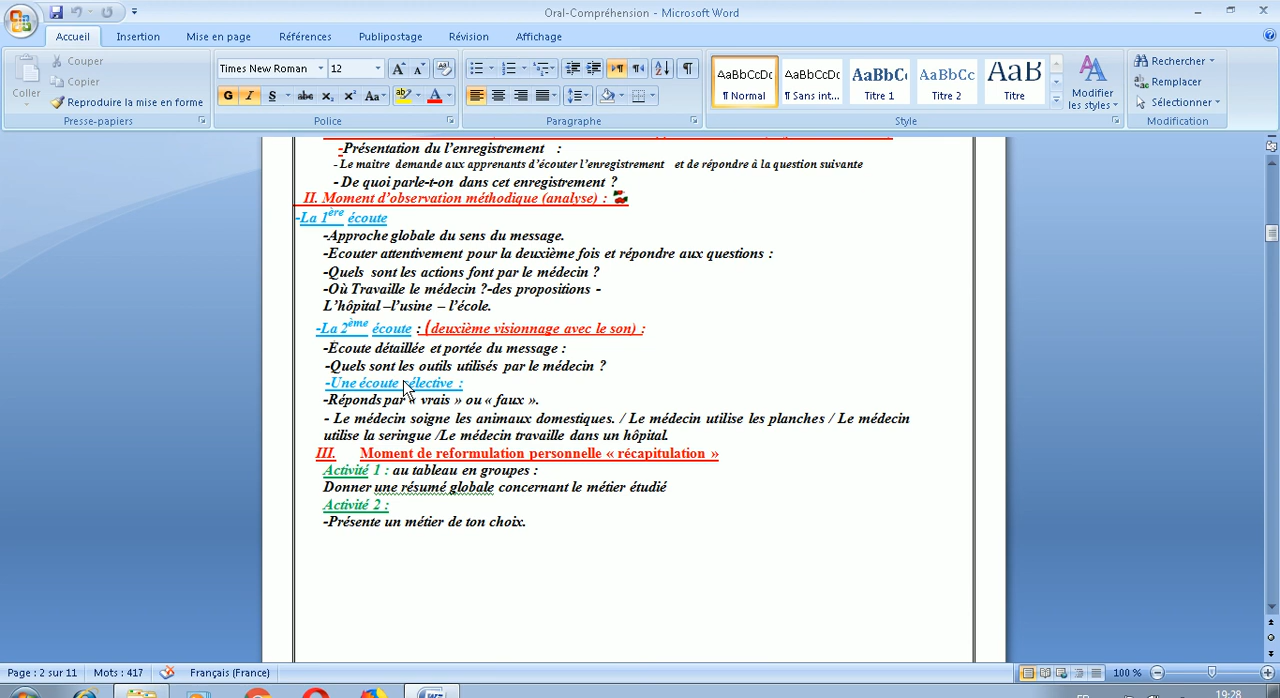 Oral-Compréhension - Microsoft Word
Accueil Insertion Mise en page Références Publipostage Révision Affichage
Coller
Couper
Copier
Reproduire la mise en forme
Presse-papiers
Times New Roman 12
G I S abc x₂ x² Aa
Police
Paragraphe
AaBbCcDc AaBbCcDc AaBbC AaBbCc AaB
¶ Normal ¶ Sans int... Titre 1 Titre 2 Titre
Modifier les styles
Style
Rechercher
Remplacer
Sélectionner
Modification
-Présentation du l’enregistrement :
- Le maitre demande aux apprenants d’écouter l’enregistrement et de répondre à la question suivante
- De quoi parle-t-on dans cet enregistrement ?
II. Moment d’observation méthodique (analyse) :
-La 1ère écoute
-Approche globale du sens du message.
-Ecouter attentivement pour la deuxième fois et répondre aux questions :
-Quels sont les actions font par le médecin ?
-Où Travaille le médecin ?-des propositions -
L’hôpital –l’usine – l’école.
-La 2ème écoute : (deuxième visionnage avec le son) :
-Ecoute détaillée et portée du message :
-Quels sont les outils utilisés par le médecin ?
-Une écoute sélective :
-Réponds par « vrais » ou « faux ».
- Le médecin soigne les animaux domestiques. / Le médecin utilise les planches / Le médecin
utilise la seringue /Le médecin travaille dans un hôpital.
III. Moment de reformulation personnelle « récapitulation »
Activité 1 : au tableau en groupes :
Donner une résumé globale concernant le métier étudié
Activité 2 :
-Présente un métier de ton choix.
Page : 2 sur 11 Mots : 417 Français (France) 100 %
19:28